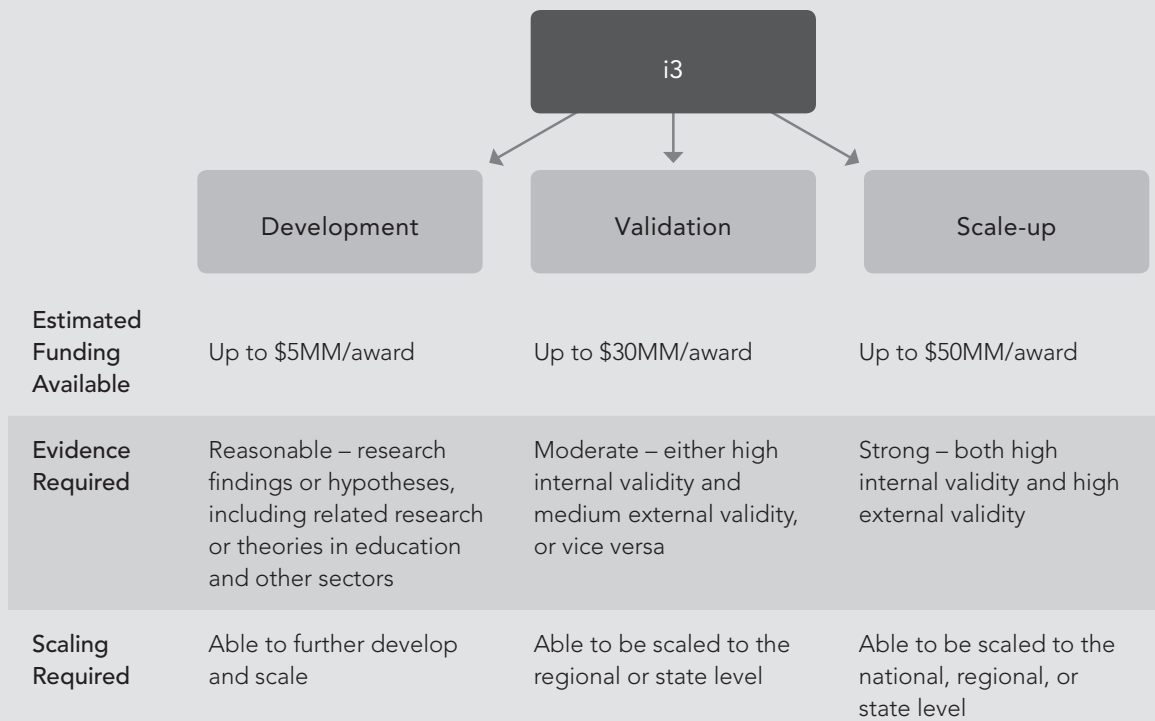 i3
Development
Validation
Scale-up
Estimated
Funding
Available
Up to $5MM/award
Up to $30MM/award
Up to $50MM/award
Evidence
Required
Reasonable – research
findings or hypotheses,
including related research
or theories in education
and other sectors
Moderate – either high
internal validity and
medium external validity,
or vice versa
Strong – both high
internal validity and high
external validity
Scaling
Required
Able to further develop
and scale
Able to be scaled to the
regional or state level
Able to be scaled to the
national, regional, or
state level